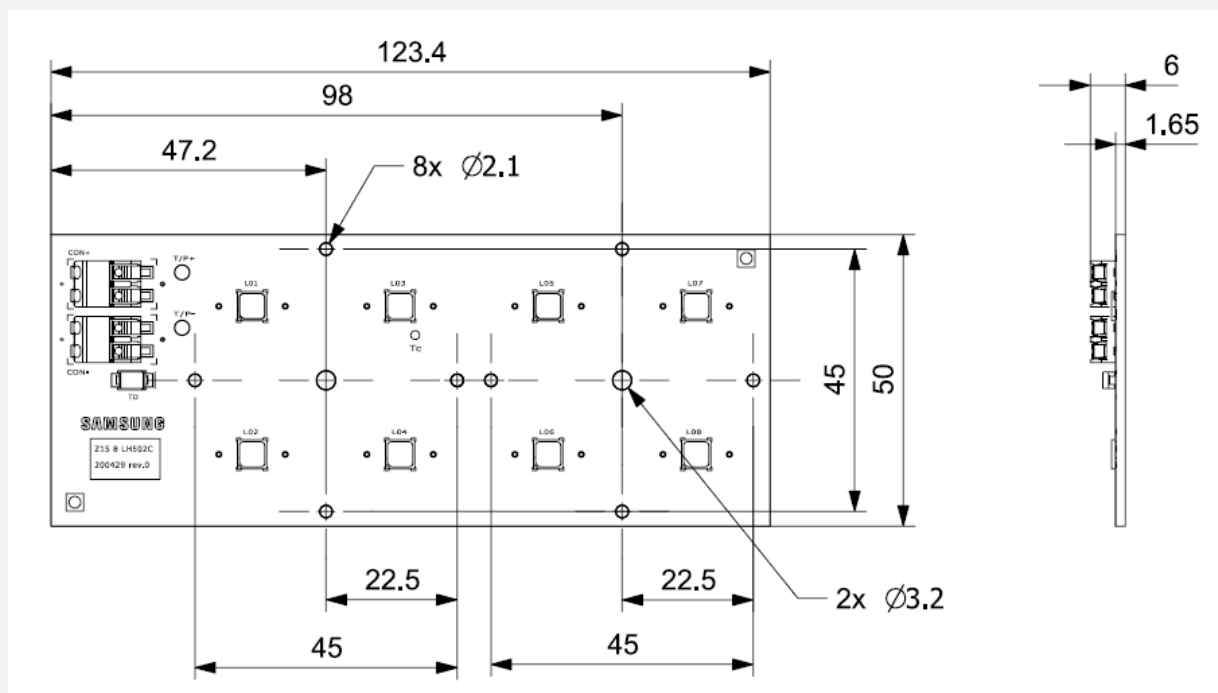 123.4
98
47.2
8x Ø2.1
6
1.65
CON+
T/P+
L01
L03
L05
L07
T/P-
Tc
CON-
TD
45
50
SAMSUNG
L02
L04
L06
L08
Z15 8 LH502C
200429 rev.0
22.5
22.5
2x Ø3.2
45
45